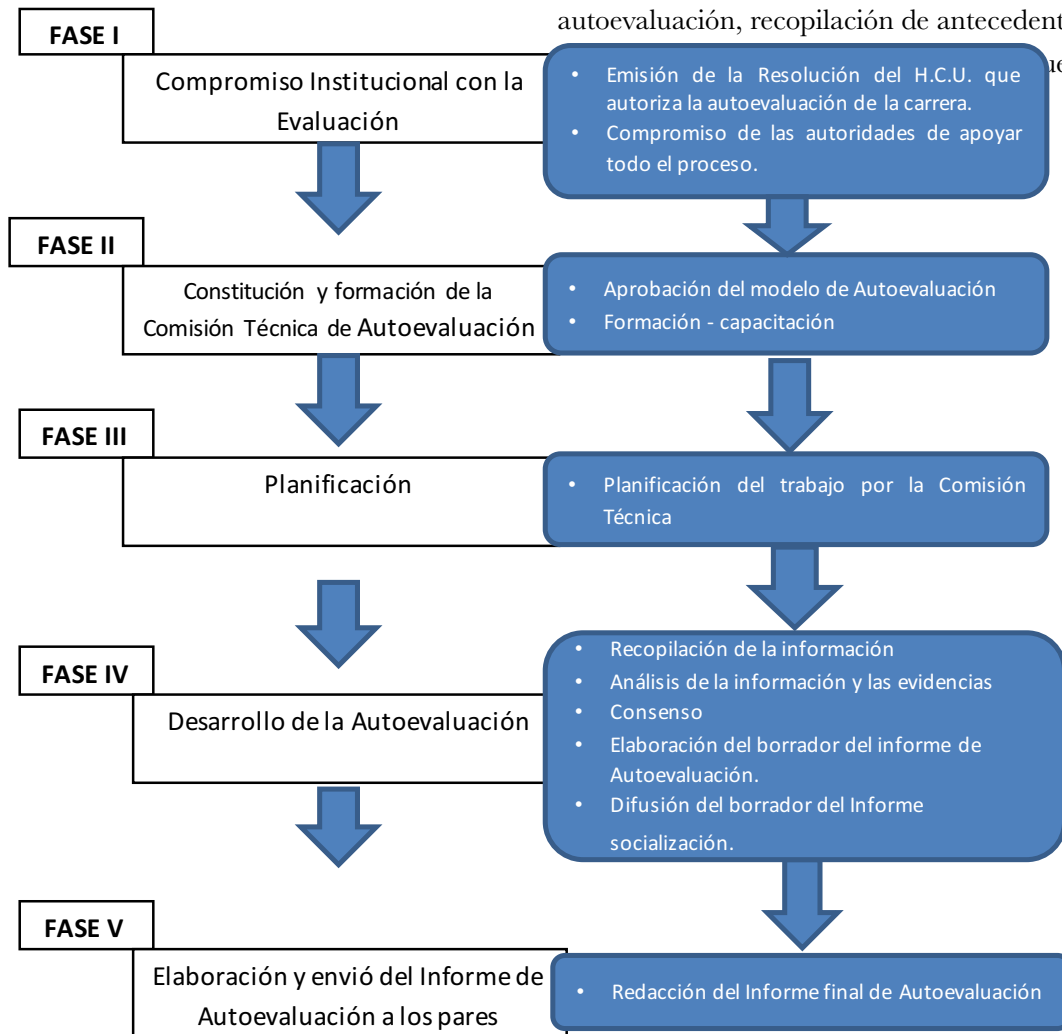 autoevaluación, recopilación de
FASE I
Compromiso Institucional con la
Evaluación
• Emisión de la Resolución del H.C.U. que
autoriza la autoevaluación de la carrera.
• Compromiso de las autoridades de apoyar
todo el proceso.
FASE II
Constitución y formación de la
Comisión Técnica de Autoevaluación
• Aprobación del modelo de Autoevaluación
• Formación - capacitación
FASE III
Planificación
• Planificación del trabajo por la Comisión
Técnica
FASE IV
Desarrollo de la Autoevaluación
• Recopilación de la información
• Análisis de la información y las evidencias
• Consenso
• Elaboración del borrador del informe de
Autoevaluación.
• Difusión del borrador del Informe
socialización.
FASE V
Elaboración y envió del Informe de
Autoevaluación a los pares
• Redacción del Informe final de Autoevaluación